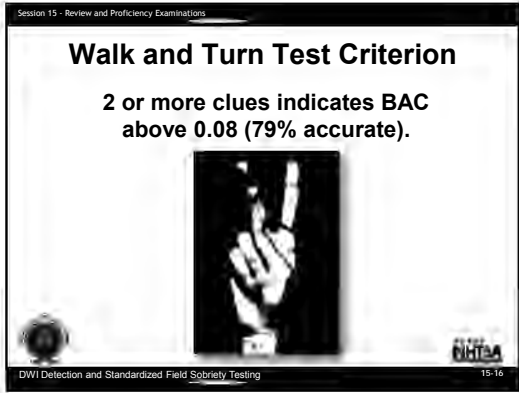 Session 15 - Review and Proficiency Examinations
Walk and Turn Test Criterion
2 or more clues indicates BAC
above 0.08 (79% accurate).
NHTSA
DWI Detection and Standardized Field Sobriety Testing
15-16